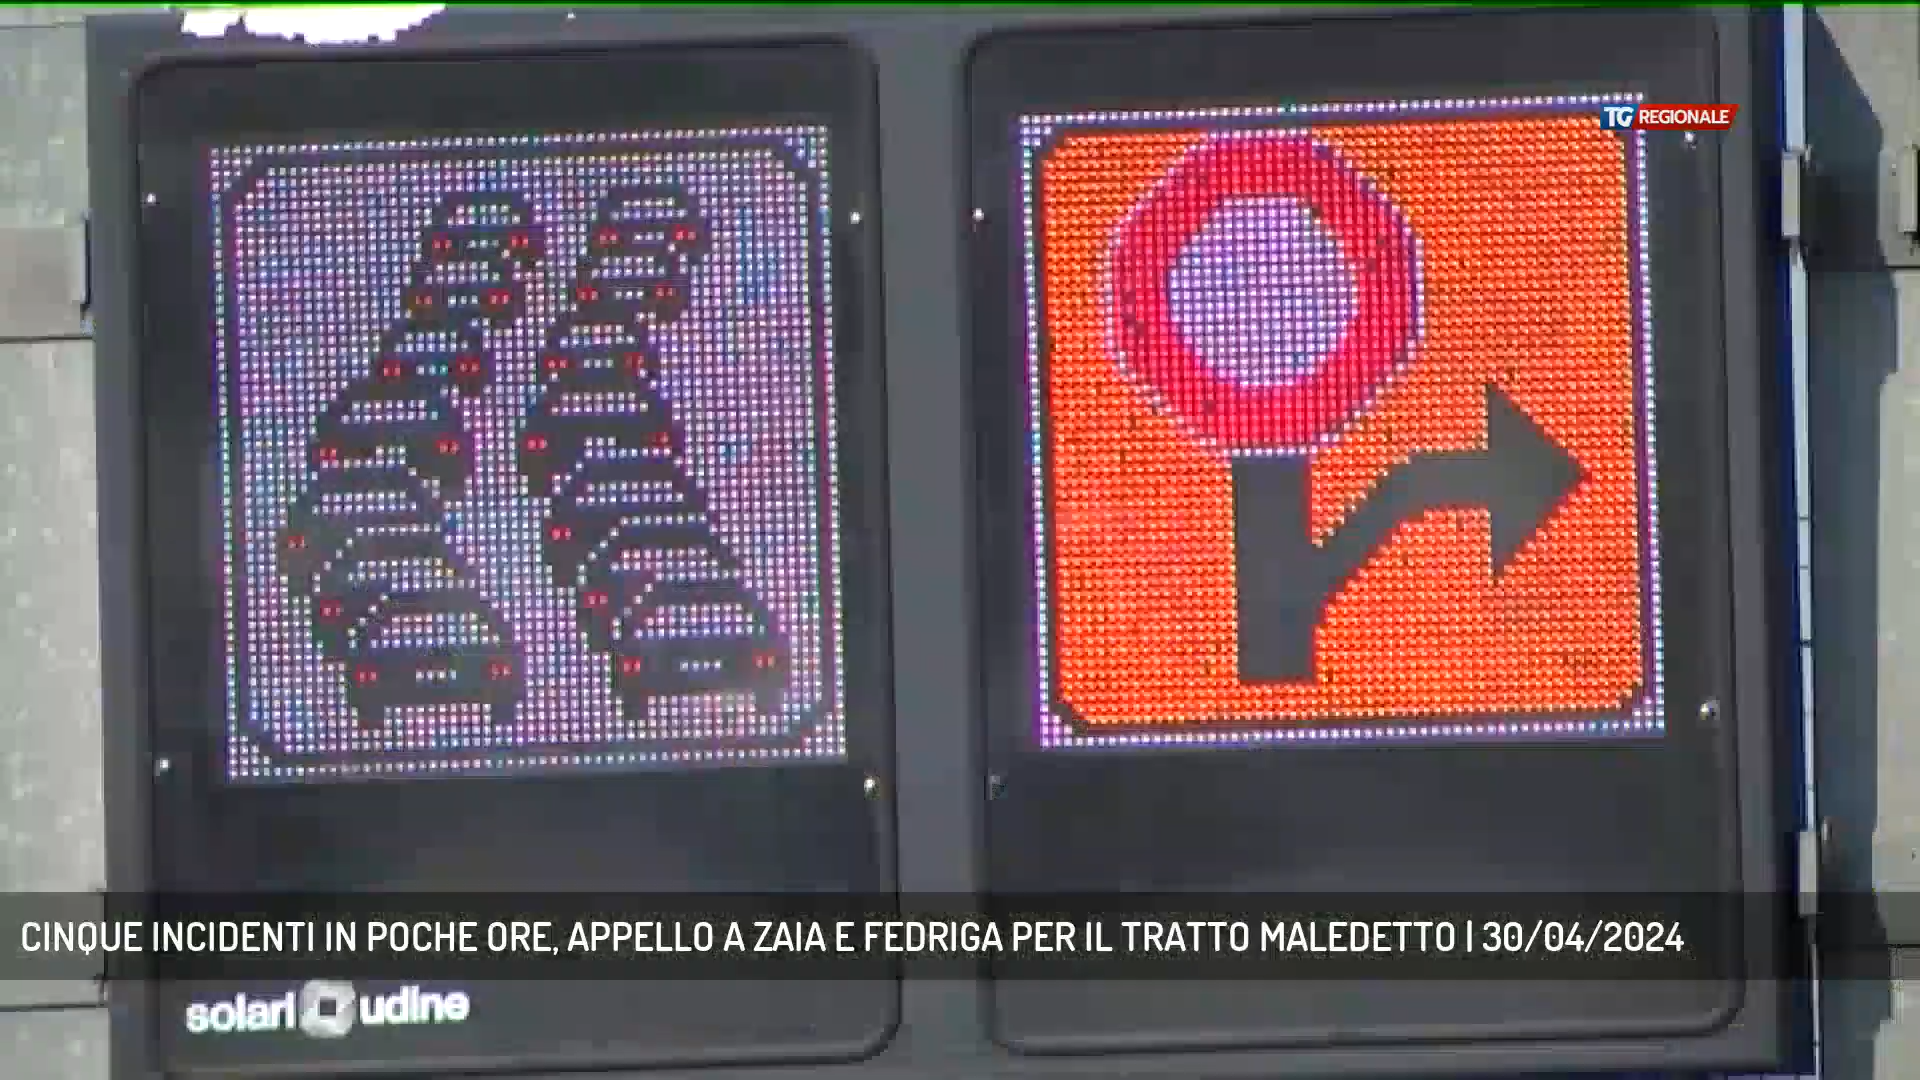 TG REGIONALE
CINQUE INCIDENTI IN POCHE ORE, APPELLO A ZAIA E FEDRIGA PER IL TRATTO MALEDETTO | 30/04/2024
solari udine